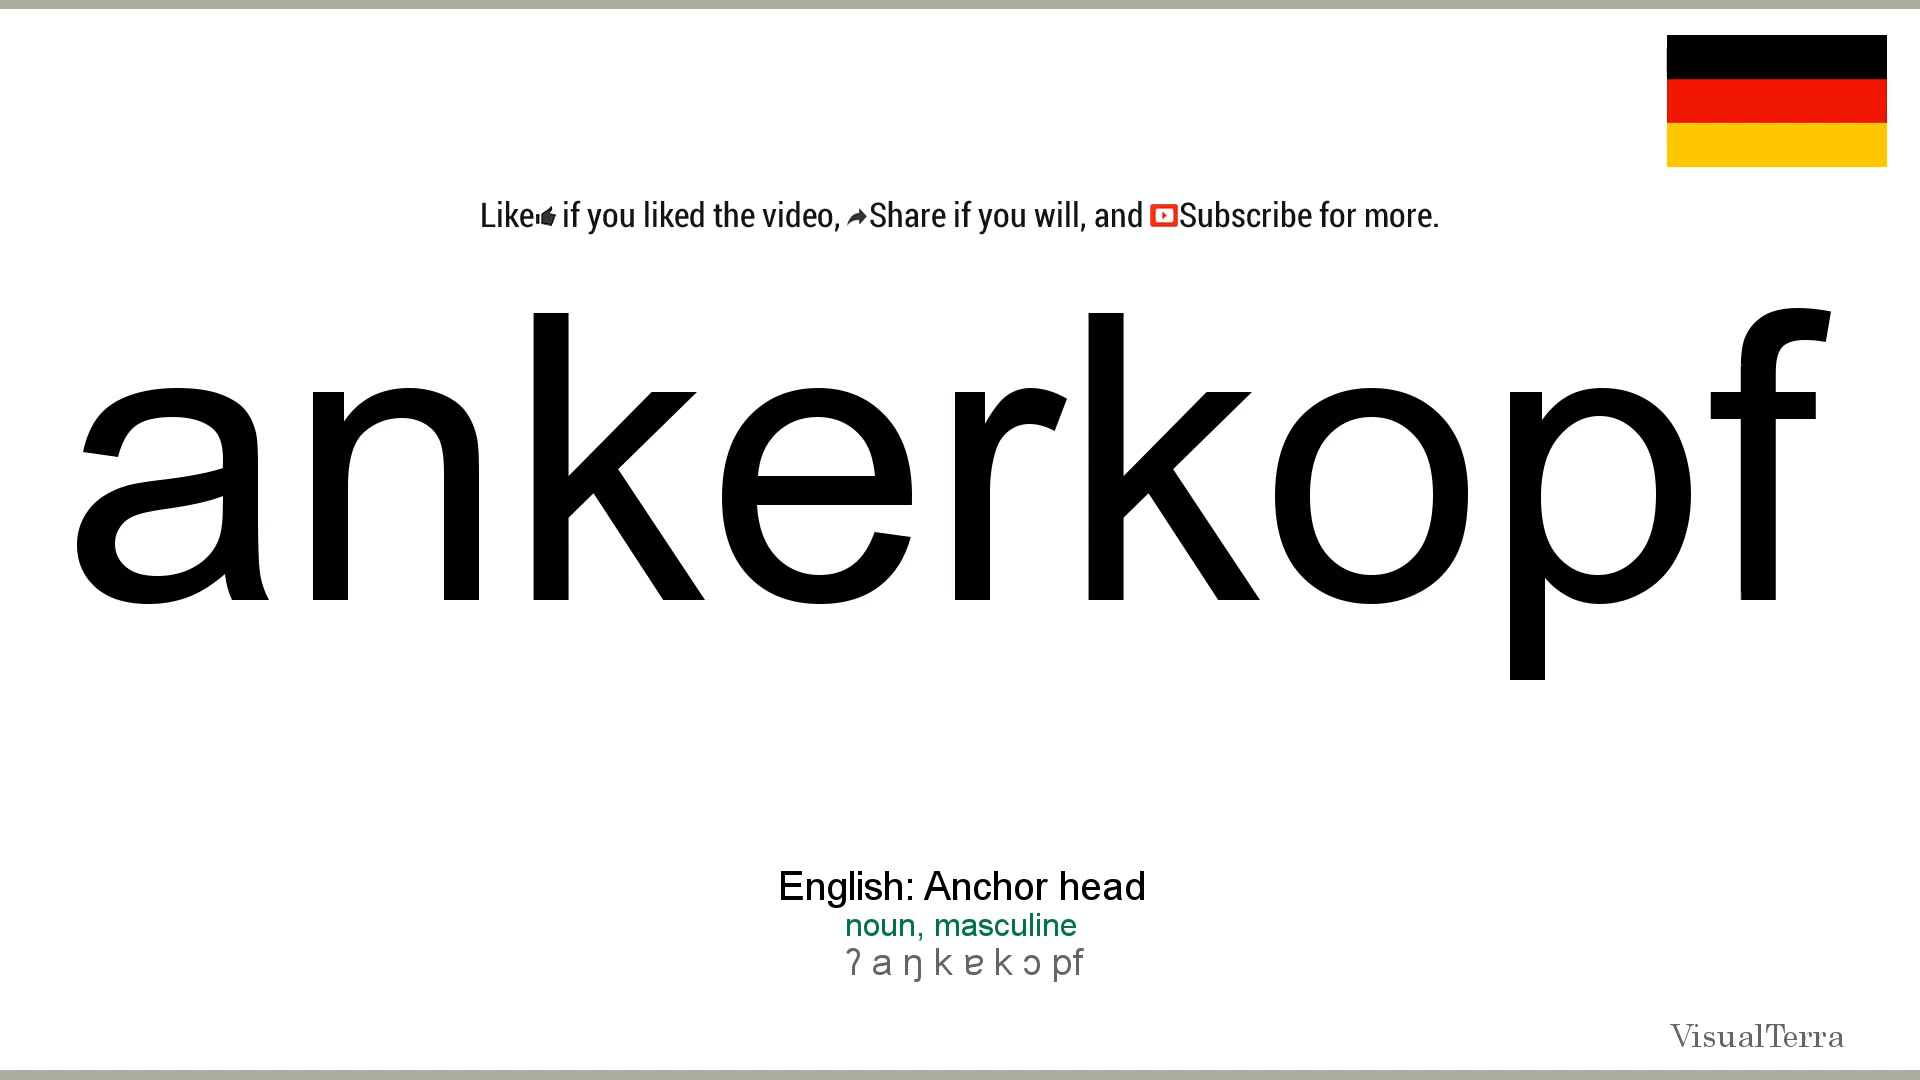 Like if you liked the video, Share if you will, and Subscribe for more.
ankerkopf
English: Anchor head
noun, masculine
ʔ a ŋ k ɐ k ɔ pf
VisualTerra